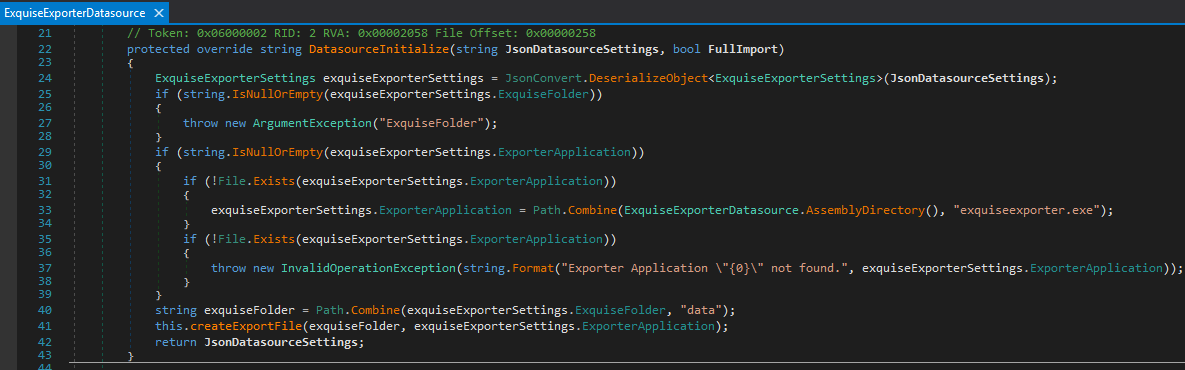 ExquiseExporterDatasource ✕
21 // Token: 0x06000002 RID: 2 RVA: 0x00002058 File Offset: 0x00000258
22 protected override string DatasourceInitialize(string JsonDatasourceSettings, bool FullImport)
23 {
24 ExquiseExporterSettings exquiseExporterSettings = JsonConvert.DeserializeObject<ExquiseExporterSettings>(JsonDatasourceSettings);
25 if (string.IsNullOrEmpty(exquiseExporterSettings.ExquiseFolder))
26 {
27 throw new ArgumentException("ExquiseFolder");
28 }
29 if (string.IsNullOrEmpty(exquiseExporterSettings.ExporterApplication))
30 {
31 if (!File.Exists(exquiseExporterSettings.ExporterApplication))
32 {
33 exquiseExporterSettings.ExporterApplication = Path.Combine(ExquiseExporterDatasource.AssemblyDirectory(), "exquiseexporter.exe");
34 }
35 if (!File.Exists(exquiseExporterSettings.ExporterApplication))
36 {
37 throw new InvalidOperationException(string.Format("Exporter Application \"{0}\" not found.", exquiseExporterSettings.ExporterApplication));
38 }
39 }
40 string exquiseFolder = Path.Combine(exquiseExporterSettings.ExquiseFolder, "data");
41 this.createExportFile(exquiseFolder, exquiseExporterSettings.ExporterApplication);
42 return JsonDatasourceSettings;
43 }
44